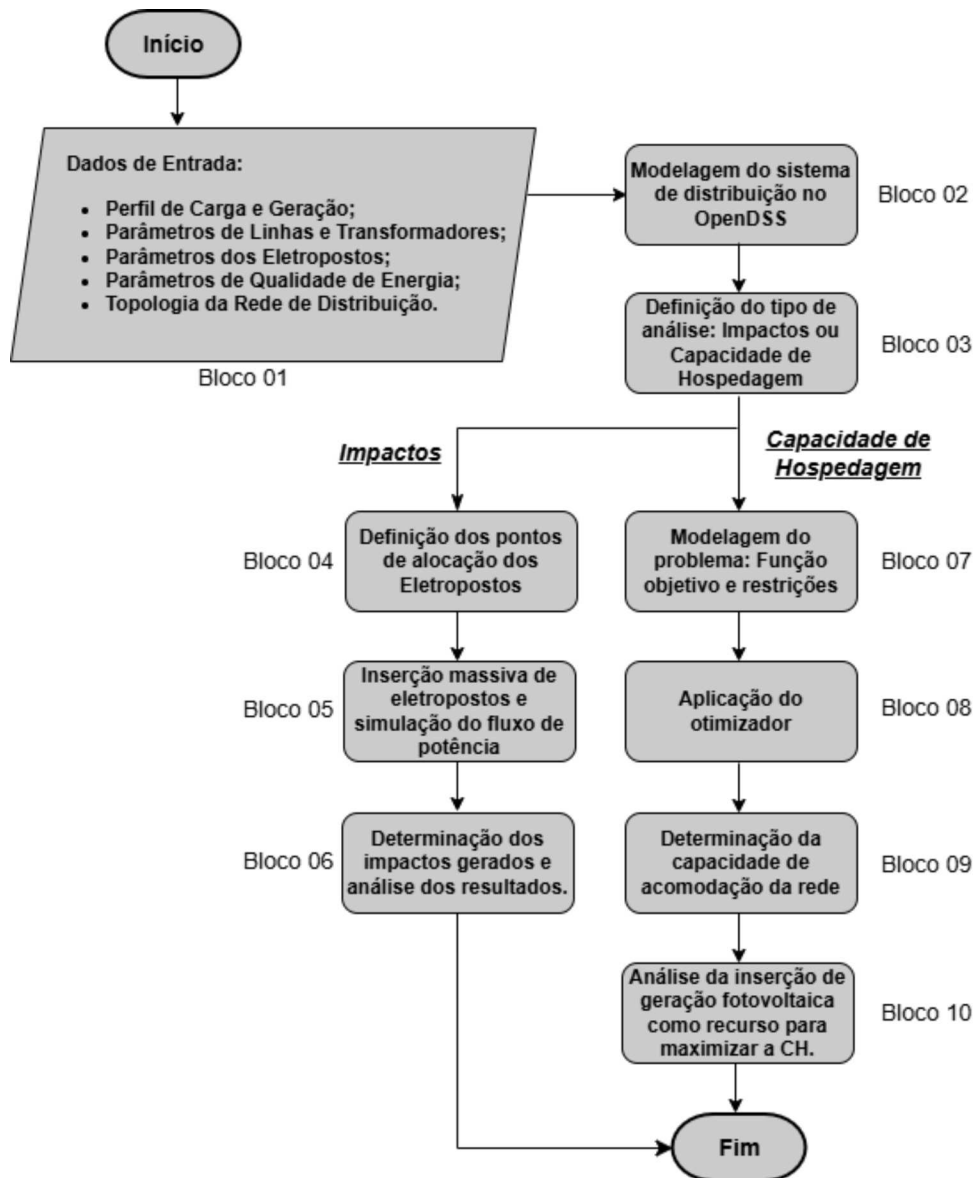 Início
Dados de Entrada:
• Perfil de Carga e Geração;
• Parâmetros de Linhas e Transformadores;
• Parâmetros dos Eletropostos;
• Parâmetros de Qualidade de Energia;
• Topologia da Rede de Distribuição.
Bloco 01
Modelagem do sistema
de distribuição no
OpenDSS
Bloco 02
Definição do tipo de
análise: Impactos ou
Capacidade de
Hospedagem
Bloco 03
Impactos
Capacidade de
Hospedagem
Bloco 04
Definição dos pontos
de alocação dos
Eletropostos
Modelagem do
problema: Função
objetivo e restrições
Bloco 07
Bloco 05
Inserção massiva de
eletropostos e
simulação do fluxo de
potência
Aplicação do
otimizador
Bloco 08
Bloco 06
Determinação dos
impactos gerados e
análise dos resultados.
Determinação da
capacidade de
acomodação da rede
Bloco 09
Análise da inserção de
geração fotovoltaica
como recurso para
maximizar a CH.
Bloco 10
Fim